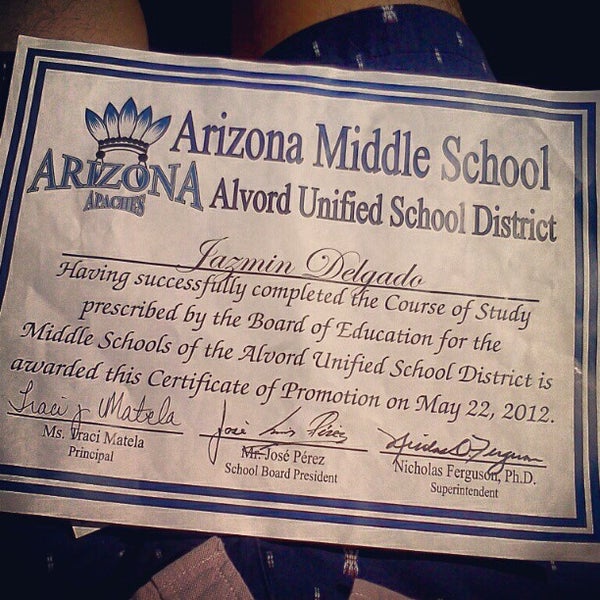 Arizona Middle School
ARIZONA
APACHES
Alvord Unified School District
Jazmin Delgado
Having successfully completed the Course of Study
prescribed by the Board of Education for the
Middle Schools of the Alvord Unified School District is
awarded this Certificate of Promotion on May 22, 2012.
Traci J Matela
José Luis Pérez
Nicholas D. Ferguson
Ms. Traci Matela
Mr. José Pérez
Nicholas Ferguson, Ph.D.
Principal
School Board President
Superintendent